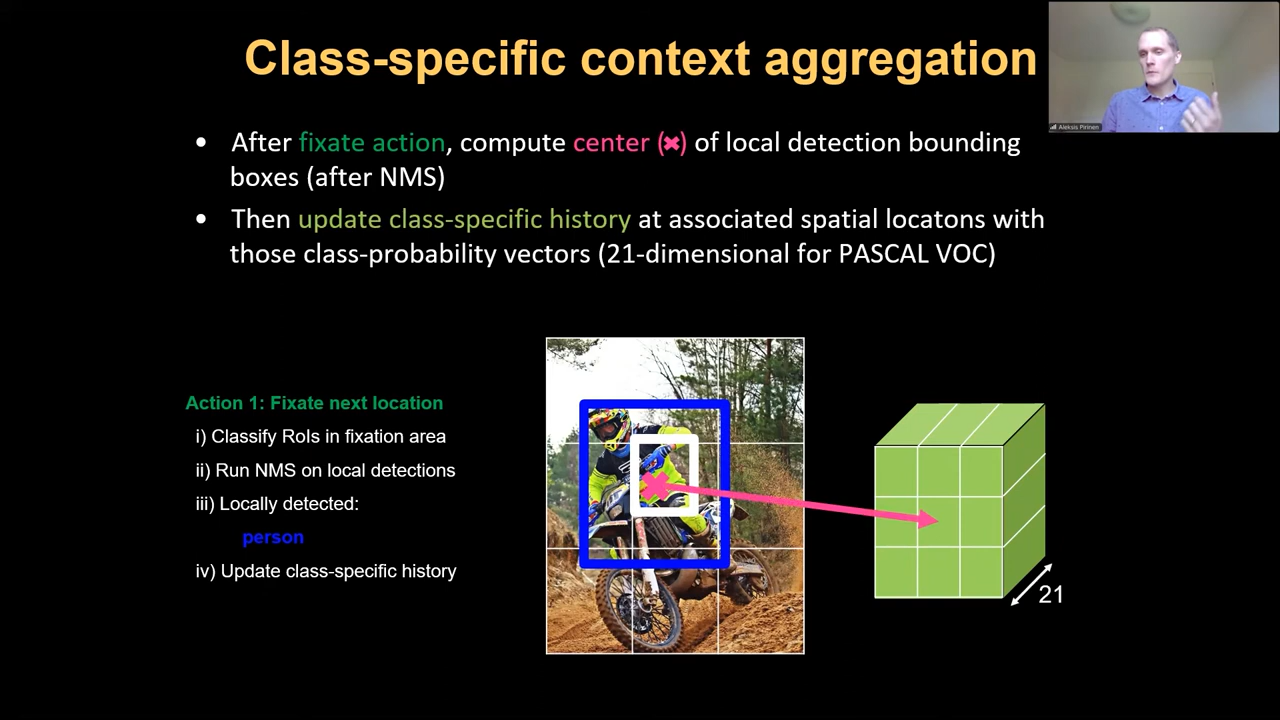 Class-specific context aggregation
Aleksis Pirinen
• After fixate action, compute center (✖) of local detection bounding
boxes (after NMS)
• Then update class-specific history at associated spatial locatons with
those class-probability vectors (21-dimensional for PASCAL VOC)
Action 1: Fixate next location
i) Classify RoIs in fixation area
ii) Run NMS on local detections
iii) Locally detected:
person
iv) Update class-specific history
21